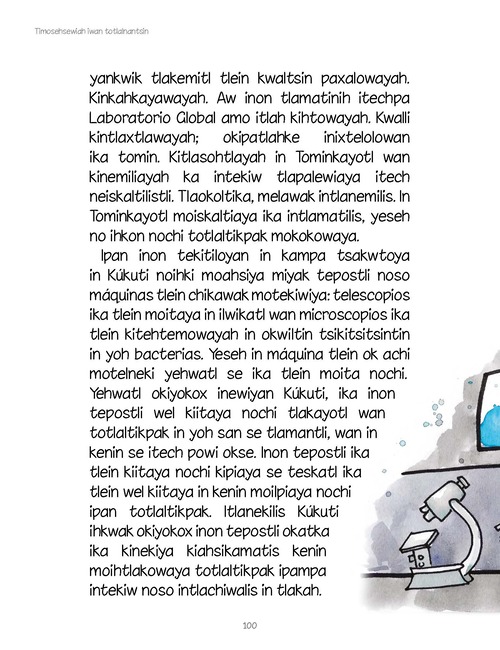 Timosehsewiah iwan totlalnantsin
yankwik tlakemitl tlein kwaltsin paxalowayah.
Kinkahkayawayah. Aw inon tlamatinih itechpa
Laboratorio Global amo itlah kihtowayah. Kwalli
kintlaxtlawayah; okipatlahke inixtelolowan
ika tomin. Kitlasohtlayah in Tominkayotl wan
kinemiliayah ka intekiw tlapalewiaya itech
neiskaltilistli. Tlaokoltika, melawak intlanemilis. In
Tominkayotl moiskaltiaya ika intlamatilis, yeseh
no ihkon nochi totlaltikpak mokokowaya.
Ipan inon tekitiloyan in kampa tsakwtoya
in Kúkuti noihki moahsiya miyak tepostli noso
máquinas tlein chikawak motekiwiya: telescopios
ika tlein moitaya in ilwikatl wan microscopios ika
tlein kitehtemowayah in okwiltin tsikitsitsintin
in yoh bacterias. Yeseh in máquina tlein ok achi
motelneki yehwatl se ika tlein moita nochi.
Yehwatl okiyokox inewiyan Kúkuti, ika inon
tepostli wel kiitaya nochi tlakayotl wan
totlaltikpak in yoh san se tlamantli, wan in
kenin se itech powi okse. Inon tepostli ika
tlein kiitaya nochi kipiya se teskatl ika
tlein wel kiitaya in kenin moilpiaya nochi
ipan totlaltikpak. Itlanekilis Kúkuti
ihkwak okiyokox inon tepostli okatka
ika kinekiya kiahsikamatis kenin
moihtlakowaya totlaltikpak ipampa
intekiw noso intlachiwalis in tlakah.
100